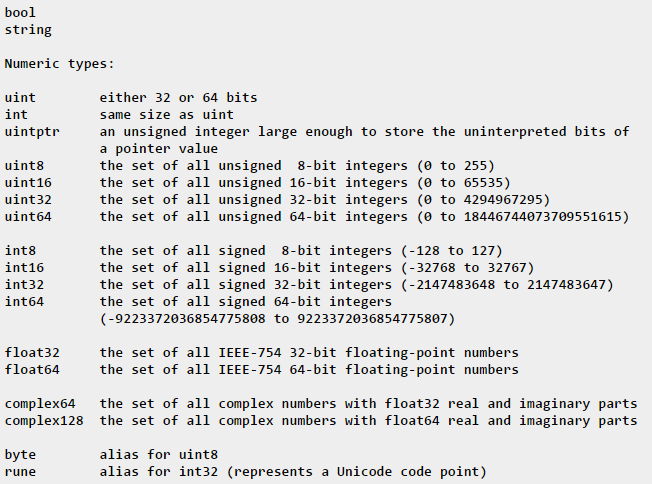 bool
string
Numeric types:
uint        either 32 or 64 bits
int         same size as uint
uintptr     an unsigned integer large enough to store the uninterpreted bits of
            a pointer value
uint8       the set of all unsigned  8-bit integers (0 to 255)
uint16      the set of all unsigned 16-bit integers (0 to 65535)
uint32      the set of all unsigned 32-bit integers (0 to 4294967295)
uint64      the set of all unsigned 64-bit integers (0 to 18446744073709551615)
int8        the set of all signed  8-bit integers (-128 to 127)
int16       the set of all signed 16-bit integers (-32768 to 32767)
int32       the set of all signed 32-bit integers (-2147483648 to 2147483647)
int64       the set of all signed 64-bit integers
            (-9223372036854775808 to 9223372036854775807)
float32     the set of all IEEE-754 32-bit floating-point numbers
float64     the set of all IEEE-754 64-bit floating-point numbers
complex64   the set of all complex numbers with float32 real and imaginary parts
complex128  the set of all complex numbers with float64 real and imaginary parts
byte        alias for uint8
rune        alias for int32 (represents a Unicode code point)